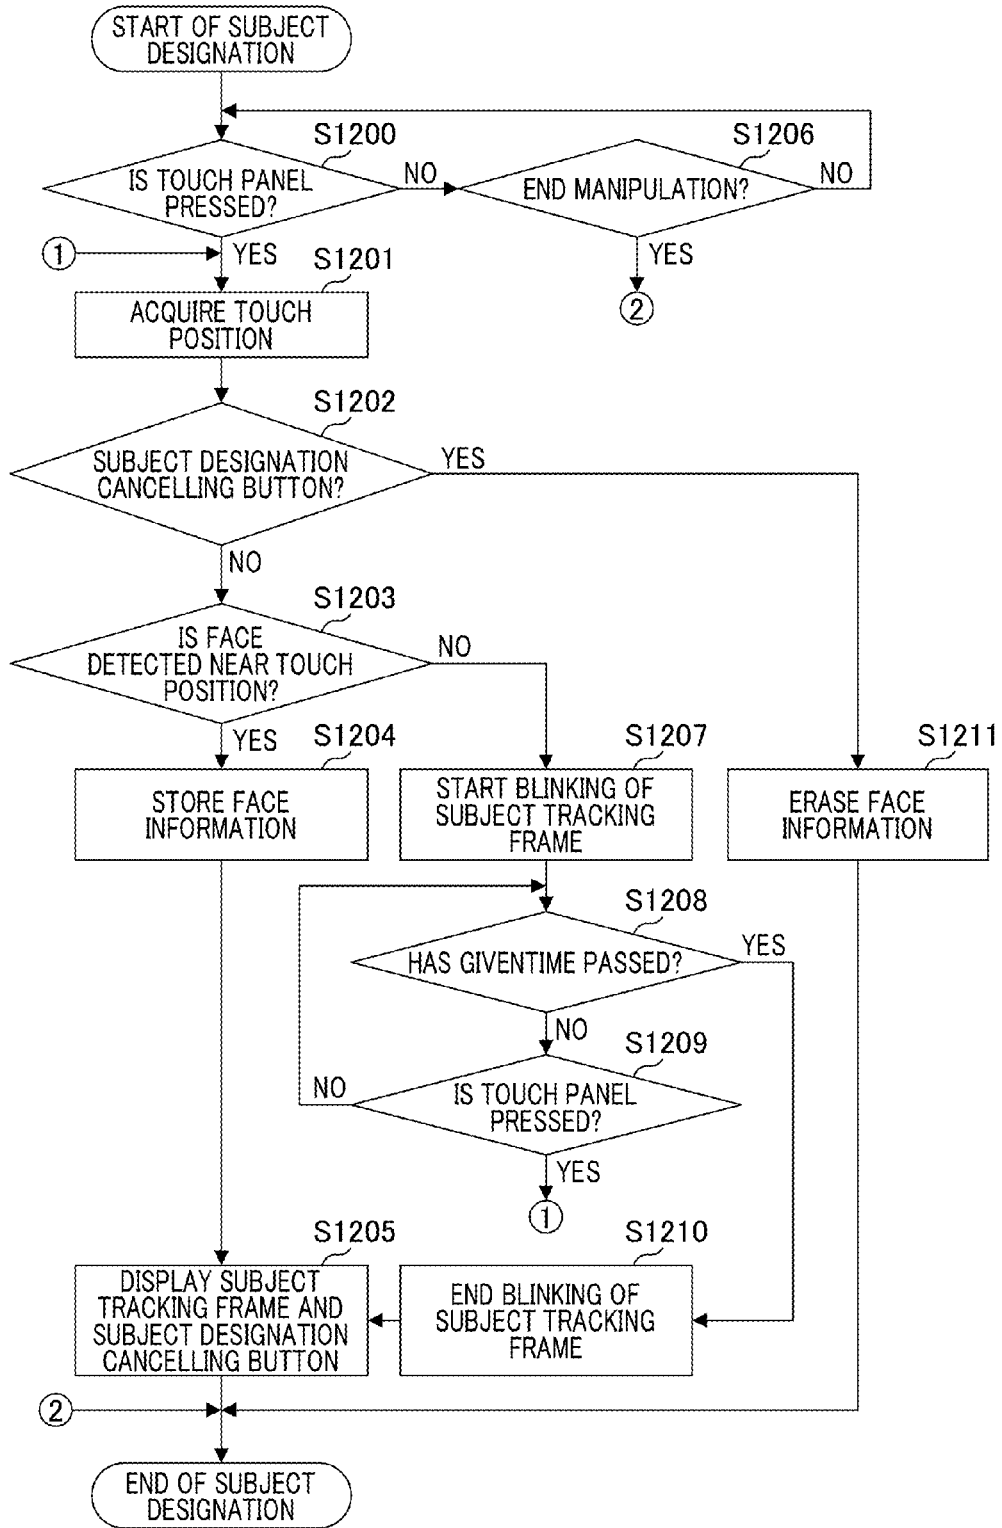 START OF SUBJECT
DESIGNATION
S1200
IS TOUCH PANEL
PRESSED?
NO
S1206
END MANIPULATION?
NO
YES
②
①
YES
S1201
ACQUIRE TOUCH
POSITION
S1202
SUBJECT DESIGNATION
CANCELLING BUTTON?
YES
NO
S1203
IS FACE
DETECTED NEAR TOUCH
POSITION?
NO
YES
S1204
STORE FACE
INFORMATION
S1207
START BLINKING OF
SUBJECT TRACKING
FRAME
S1211
ERASE FACE
INFORMATION
S1208
HAS GIVENTIME PASSED?
YES
NO
S1209
IS TOUCH PANEL
PRESSED?
NO
YES
①
S1205
DISPLAY SUBJECT
TRACKING FRAME AND
SUBJECT DESIGNATION
CANCELLING BUTTON
S1210
END BLINKING OF
SUBJECT TRACKING
FRAME
②
END OF SUBJECT
DESIGNATION